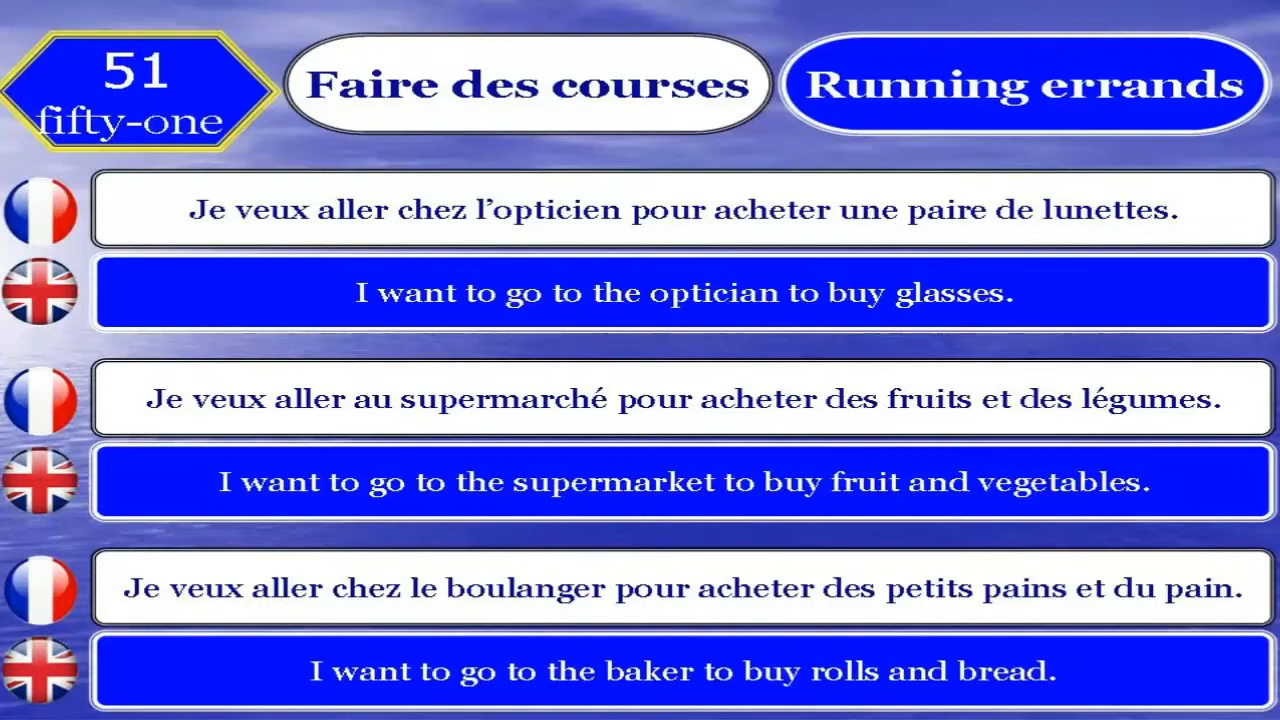 51
fifty-one
Faire des courses
Running errands
Je veux aller chez l’opticien pour acheter une paire de lunettes.
I want to go to the optician to buy glasses.
Je veux aller au supermarché pour acheter des fruits et des légumes.
I want to go to the supermarket to buy fruit and vegetables.
Je veux aller chez le boulanger pour acheter des petits pains et du pain.
I want to go to the baker to buy rolls and bread.